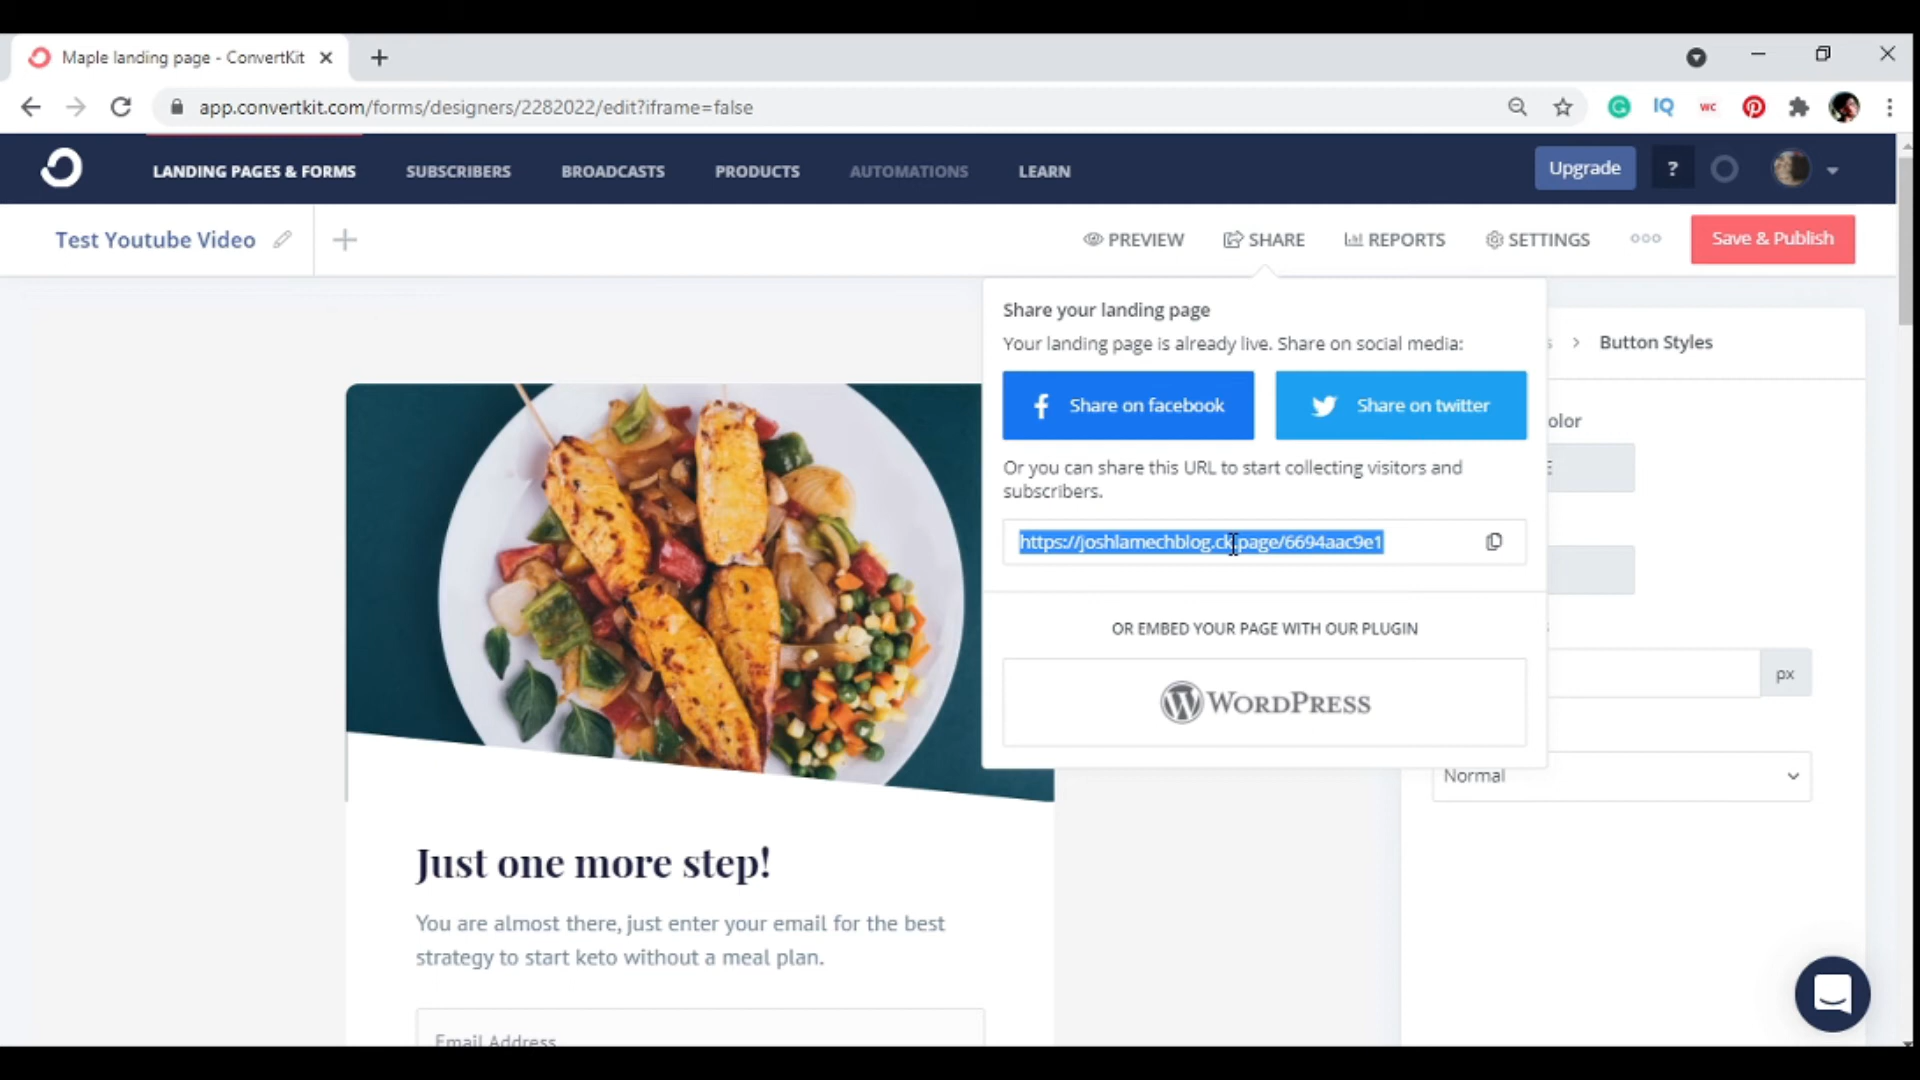 Maple landing page - ConvertKit
app.convertkit.com/forms/designers/2282022/edit?iframe=false
IQ
WC
LANDING PAGES & FORMS
SUBSCRIBERS
BROADCASTS
PRODUCTS
AUTOMATIONS
LEARN
Upgrade
?
Test Youtube Video
PREVIEW
SHARE
REPORTS
SETTINGS
Save & Publish
Share your landing page
Your landing page is already live. Share on social media:
Share on facebook
Share on twitter
Or you can share this URL to start collecting visitors and
subscribers.
https://joshlamechblog.ck.page/6694aac9e1
OR EMBED YOUR PAGE WITH OUR PLUGIN
WORDPRESS
s > Button Styles
olor
E
px
Normal
Just one more step!
You are almost there, just enter your email for the best
strategy to start keto without a meal plan.
Email Address